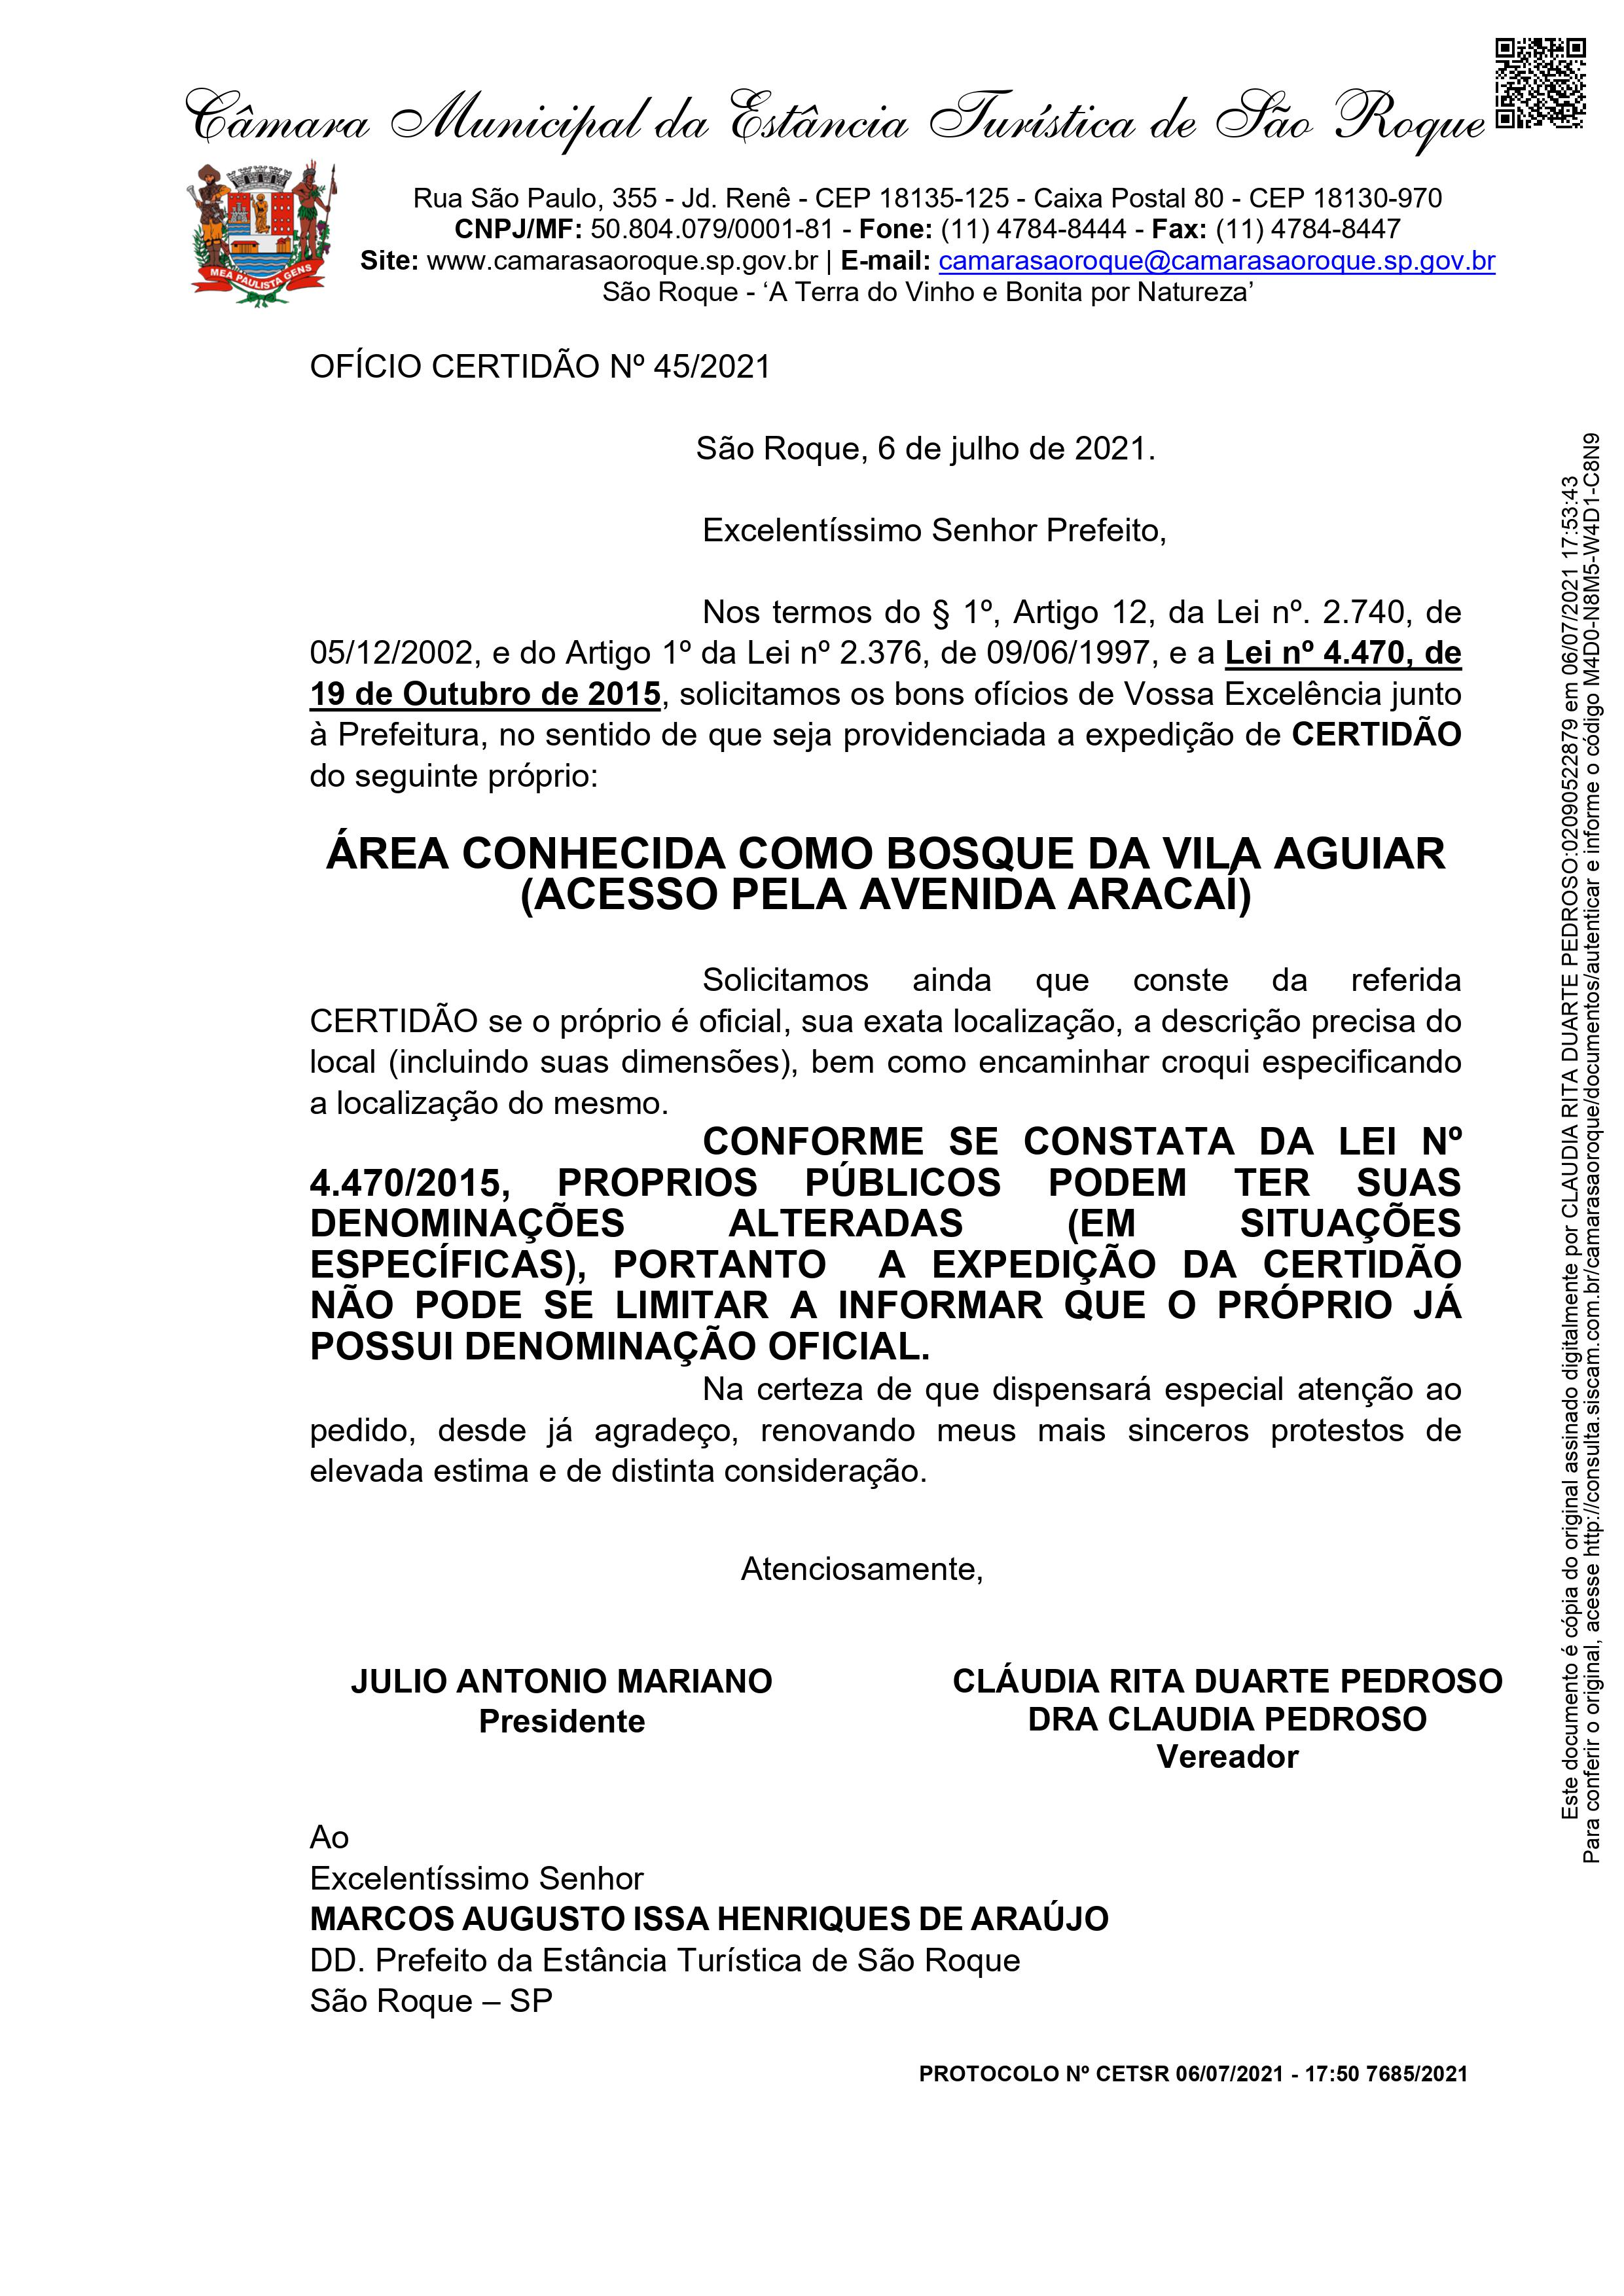 Câmara Municipal da Estância Turística de São Roque
Rua São Paulo, 355 - Jd. Renê - CEP 18135-125 - Caixa Postal 80 - CEP 18130-970
CNPJ/MF: 50.804.079/0001-81 - Fone: (11) 4784-8444 - Fax: (11) 4784-8447
Site: www.camarasaoroque.sp.gov.br | E-mail: camarasaoroque@camarasaoroque.sp.gov.br
São Roque - ‘A Terra do Vinho e Bonita por Natureza’
MEA PAULISTA GENS
OFÍCIO CERTIDÃO Nº 45/2021
São Roque, 6 de julho de 2021.
Excelentíssimo Senhor Prefeito,
Nos termos do § 1º, Artigo 12, da Lei nº. 2.740, de
05/12/2002, e do Artigo 1º da Lei nº 2.376, de 09/06/1997, e a Lei nº 4.470, de
19 de Outubro de 2015, solicitamos os bons ofícios de Vossa Excelência junto
à Prefeitura, no sentido de que seja providenciada a expedição de CERTIDÃO
do seguinte próprio:
ÁREA CONHECIDA COMO BOSQUE DA VILA AGUIAR
(ACESSO PELA AVENIDA ARACAÍ)
Solicitamos ainda que conste da referida
CERTIDÃO se o próprio é oficial, sua exata localização, a descrição precisa do
local (incluindo suas dimensões), bem como encaminhar croqui especificando
a localização do mesmo.
CONFORME SE CONSTATA DA LEI Nº
4.470/2015, PROPRIOS PÚBLICOS PODEM TER SUAS
DENOMINAÇÕES ALTERADAS (EM SITUAÇÕES
ESPECÍFICAS), PORTANTO A EXPEDIÇÃO DA CERTIDÃO
NÃO PODE SE LIMITAR A INFORMAR QUE O PRÓPRIO JÁ
POSSUI DENOMINAÇÃO OFICIAL.
Na certeza de que dispensará especial atenção ao
pedido, desde já agradeço, renovando meus mais sinceros protestos de
elevada estima e de distinta consideração.
Atenciosamente,
JULIO ANTONIO MARIANO
Presidente
CLÁUDIA RITA DUARTE PEDROSO
DRA CLAUDIA PEDROSO
Vereador
Ao
Excelentíssimo Senhor
MARCOS AUGUSTO ISSA HENRIQUES DE ARAÚJO
DD. Prefeito da Estância Turística de São Roque
São Roque – SP
PROTOCOLO Nº CETSR 06/07/2021 - 17:50 7685/2021
Este documento é cópia do original assinado digitalmente por CLAUDIA RITA DUARTE PEDROSO:02090522879 em 06/07/2021 17:53:43
Para conferir o original, acesse http://consulta.siscam.com.br/camarasaoroque/documentos/autenticar e informe o código M4D0-N8M5-W4D1-C8N9